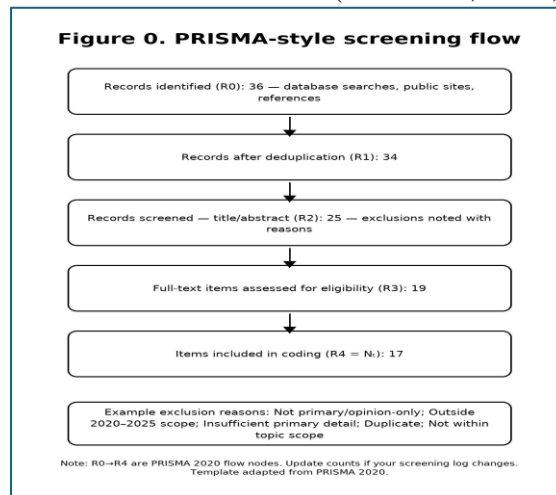 Figure 0. PRISMA-style screening flow
Records identified (R0): 36 — database searches, public sites,
references
Records after deduplication (R1): 34
Records screened — title/abstract (R2): 25 — exclusions noted with
reasons
Full-text items assessed for eligibility (R3): 19
Items included in coding (R4 = Nₜ): 17
Example exclusion reasons: Not primary/opinion-only; Outside
2020–2025 scope; Insufficient primary detail; Duplicate; Not within
topic scope
Note: R0→R4 are PRISMA 2020 flow nodes. Update counts if your screening log changes.
Template adapted from PRISMA 2020.